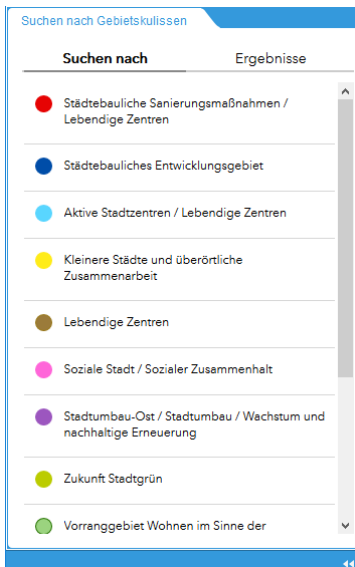 Suchen nach Gebietskulissen
Suchen nach Ergebnisse
Städtebauliche Sanierungsmaßnahmen /
Lebendige Zentren
Städtebauliches Entwicklungsgebiet
Aktive Stadtzentren / Lebendige Zentren
Kleinere Städte und überörtliche
Zusammenarbeit
Lebendige Zentren
Soziale Stadt / Sozialer Zusammenhalt
Stadtumbau-Ost / Stadtumbau / Wachstum und
nachhaltige Erneuerung
Zukunft Stadtgrün
Vorranggebiet Wohnen im Sinne der